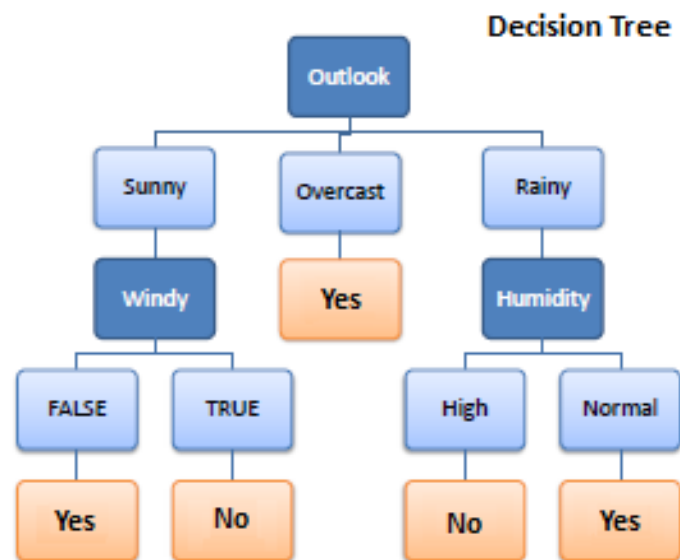 Decision Tree
Outlook
Sunny Overcast Rainy
Windy Yes Humidity
FALSE TRUE High Normal
Yes No No Yes